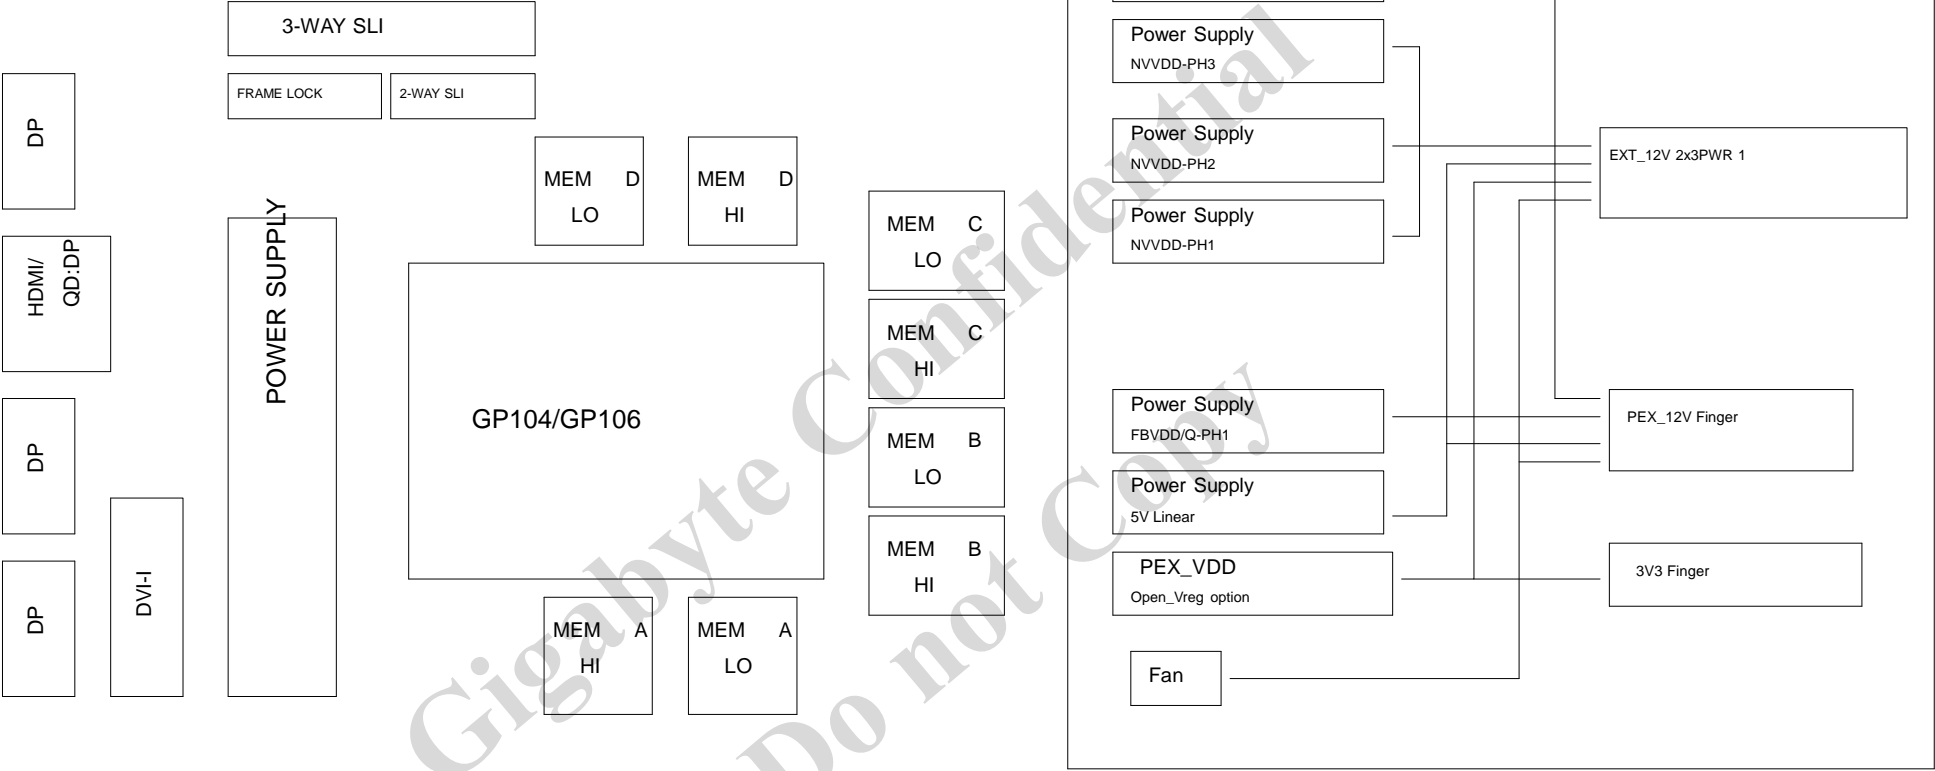 3-WAY SLI
FRAME LOCK
2-WAY SLI
DP
HDMI/
QD:DP
DP
DP
DVI-I
POWER SUPPLY
MEM D
LO
MEM D
HI
MEM C
LO
MEM C
HI
MEM B
LO
MEM B
HI
GP104/GP106
MEM A
HI
MEM A
LO
Power Supply
NVVDD-PH3
Power Supply
NVVDD-PH2
Power Supply
NVVDD-PH1
Power Supply
FBVDD/Q-PH1
Power Supply
5V Linear
PEX_VDD
Open_Vreg option
Fan
EXT_12V 2x3PWR 1
PEX_12V Finger
3V3 Finger
Gigabyte Confidential
Do not Copy